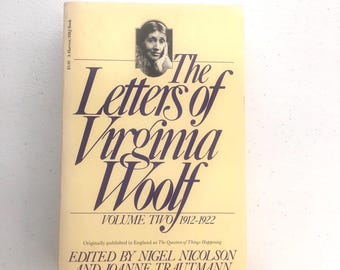 The
Letters of
Virginia
Woolf
VOLUME TWO 1912-1922
Originally published in England as The Question of Things Happening
EDITED BY NIGEL NICOLSON
AND JOANNE TRAUTMANN